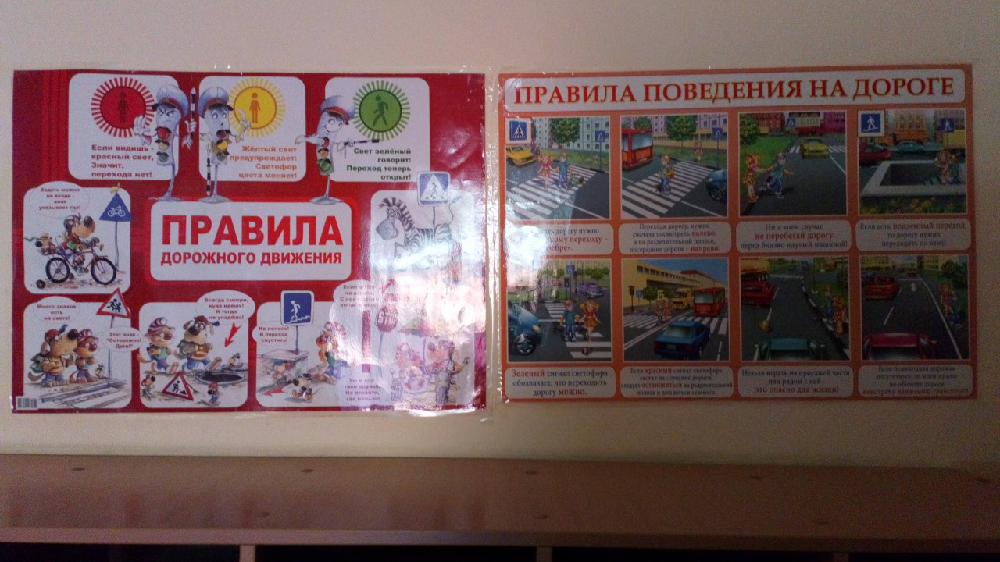 Если видишь -
красный свет,
Значит,
перехода нет!
Жёлтый свет
предупреждает:
Светофор
цвета меняет!
Свет зелёный
говорит:
Переход теперь
открыт!
Ездить можно
не везде -
знак
указывает где!
ПРАВИЛА
ДОРОЖНОГО ДВИЖЕНИЯ
Много знаков
есть
на свете!
Этот знак -
"Осторожно!
Дети!"
Всегда смотри,
куда идёшь!
И тогда
не упадёшь!
Не ленись!
В переход
спустись!
STOP
Ты и все
твои друзья,
Не играйте,
где нельзя!
ПРАВИЛА ПОВЕДЕНИЯ НА ДОРОГЕ
дорогу нужно
переходу –
Переходя дорогу, нужно
сначала посмотреть налево,
а на разделительной полосе,
посередине дороги – направо.
Ни в коем случае
не перебегай дорогу
перед близко идущей машиной!
Если есть подземный переход,
то дорогу нужно
переходить по нему.
Зеленый сигнал светофора
обозначает, что переходить
дорогу можно.
Если красный сигнал светофора
застал на середине дороги,
следует остановиться на разделительной
полосе и дождаться зеленого.
Нельзя играть на проезжей части
или рядом с ней -
это опасно для жизни!
Если пешеходная дорожка
отсутствует, то идти нужно
по обочине дороги
навстречу движению транспорта.